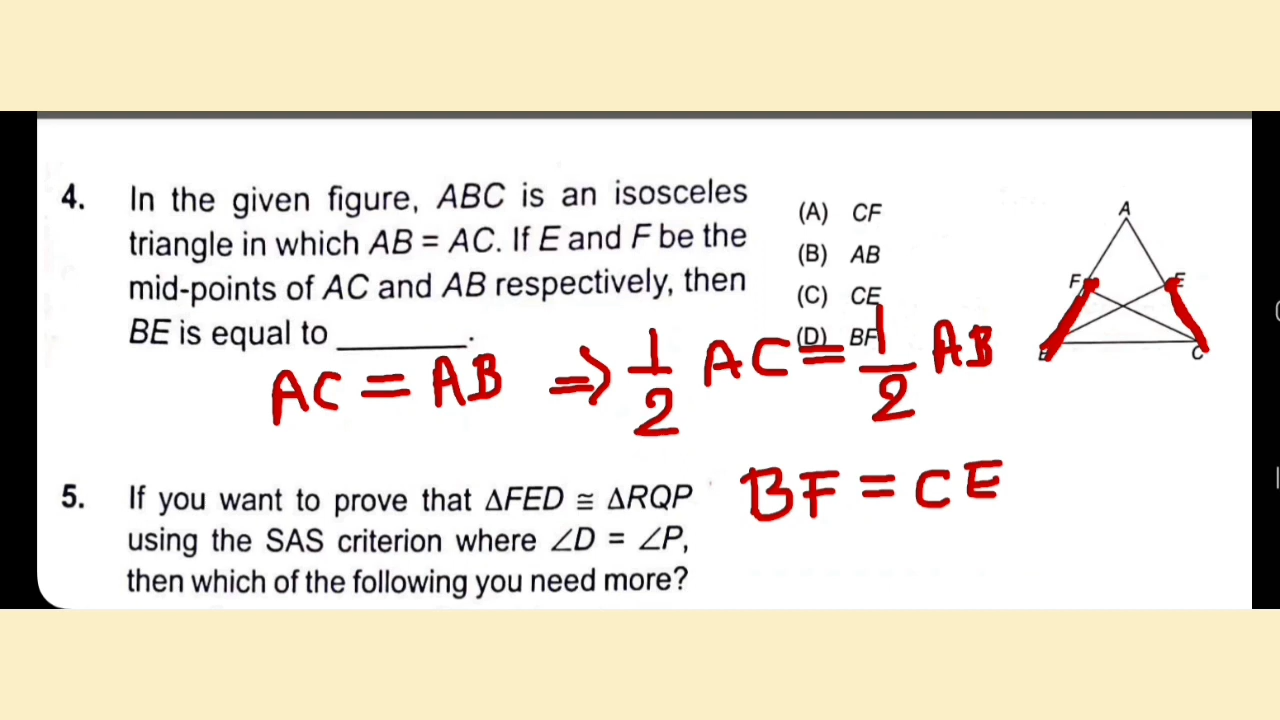 4. In the given figure, ABC is an isosceles
triangle in which AB = AC. If E and F be the
mid-points of AC and AB respectively, then
BE is equal to ________.
(A) CF
(B) AB
(C) CE
(D) BF
A
F E
B C
AC = AB ⇒ 1/2 AC = 1/2 AB
BF = CE
5. If you want to prove that ΔFED ≅ ΔRQP
using the SAS criterion where ∠D = ∠P,
then which of the following you need more?